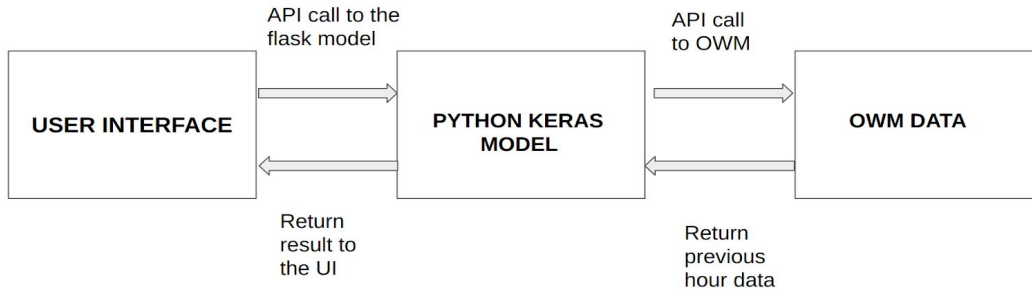 API call to the
flask model
API call
to OWM
USER INTERFACE
PYTHON KERAS
MODEL
OWM DATA
Return
result to
the UI
Return
previous
hour data